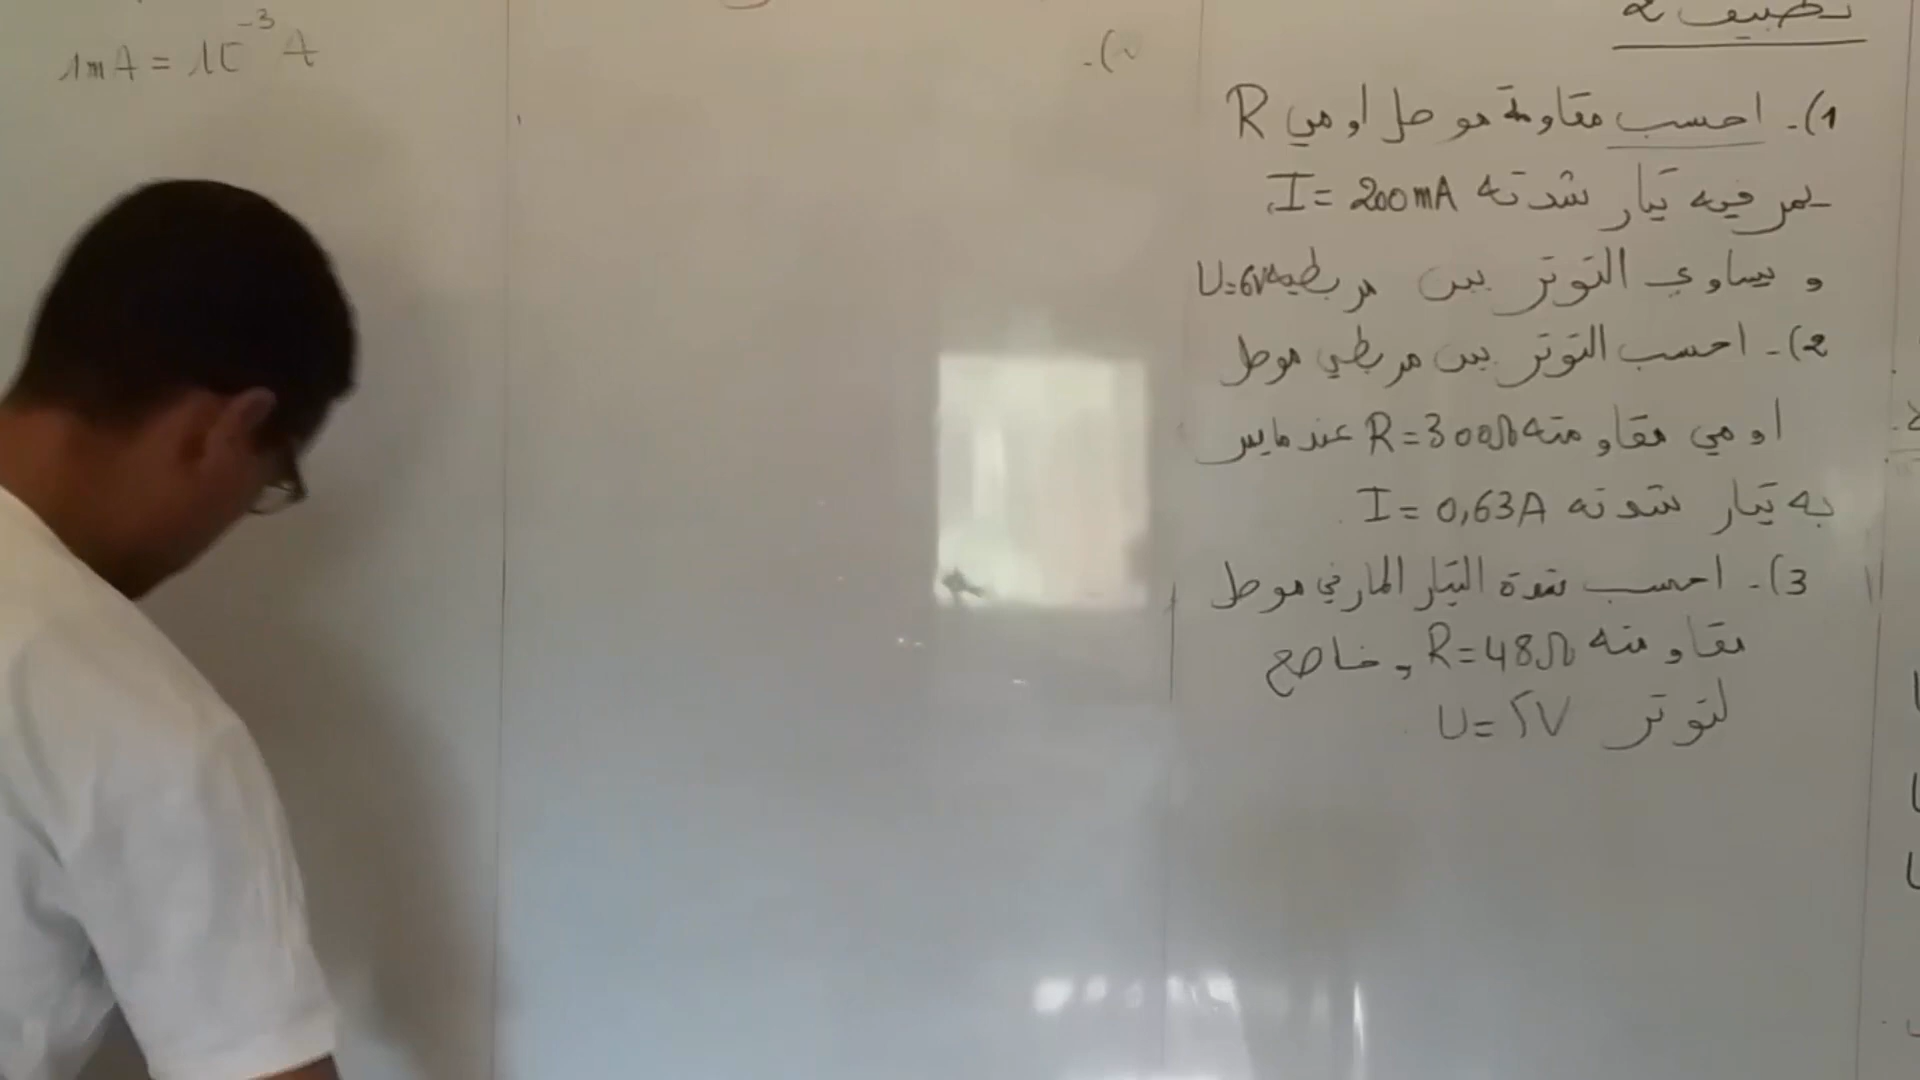 تطبيق 2
1)- احسب مقاومة موصل اومي R
يمر فيه تيار شدته I = 200mA
و يساوي التوتر بين مربطيه U=6V
2)- احسب التوتر بين مربطي موصل
اومي مقاومته R=300Ω عندما يمر
به تيار شدته I = 0,63A
3)- احسب شدة التيار المار في موصل
مقاومته R=48Ω و خاضع
لتوتر U=
1mA = 10⁻³ A